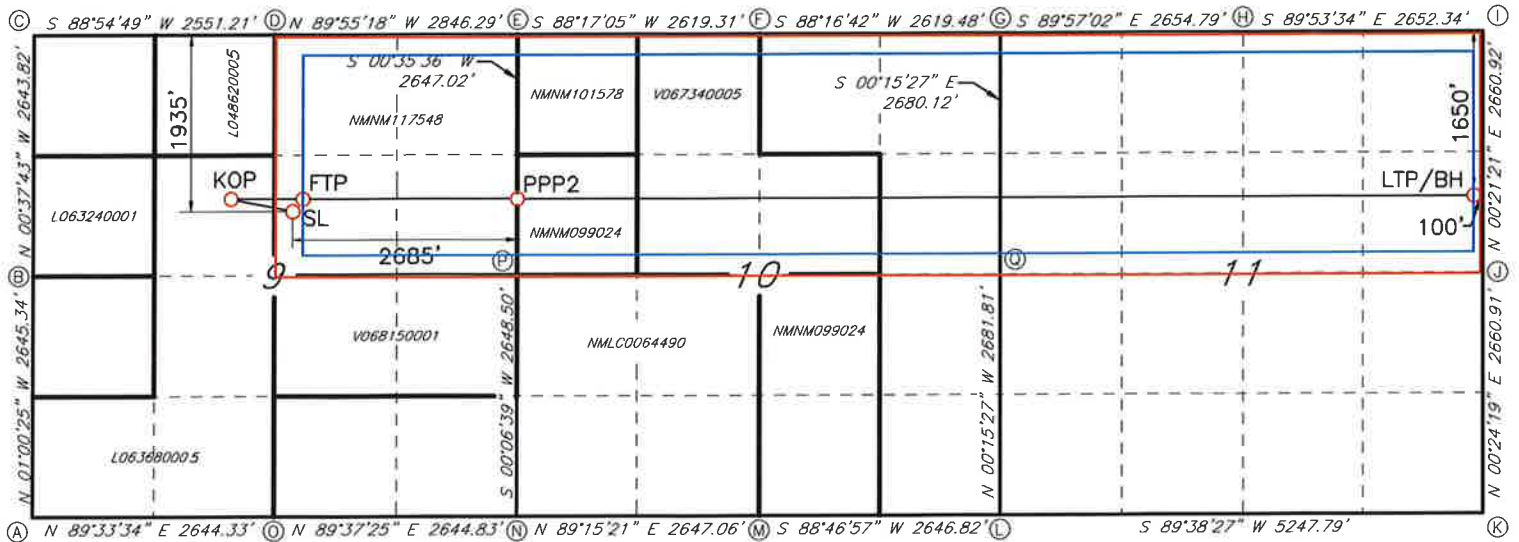 C S 88°54'49" W 2551.21' D N 89°55'18" W 2846.29' E S 88°17'05" W 2619.31' F S 88°16'42" W 2619.48' G S 89°57'02" E 2654.79' H S 89°53'34" E 2652.34' I
N 00°37'43" W 2643.82'
1935'
L048620005
S 00°35'36" W
2647.02'
NMNM117548
NMNM101578
V067340005
S 00°15'27" E
2680.12'
1650'
N 00°21'21" E 2660.92'
KOP
FTP
PPP2
LTP/BH
L063240001
SL
100'
NMNM099024
2685'
P
Q
B
9
10
11
J
N 01°00'25" W 2645.34'
V068150001
S 00°06'39" W 2648.50'
NMLC0064490
NMNM099024
N 00°15'27" W 2681.81'
N 00°24'19" E 2660.91'
L063680005
A N 89°33'34" E 2644.33' O N 89°37'25" E 2644.83' N N 89°15'21" E 2647.06' M S 88°46'57" W 2646.82' L S 89°38'27" W 5247.79' K